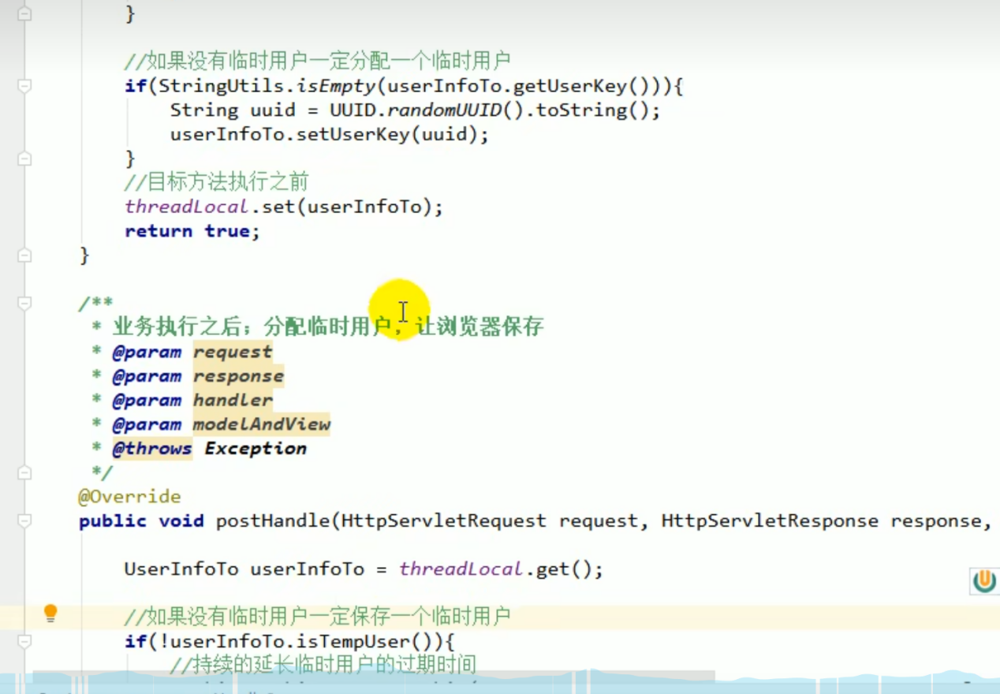 }
//如果没有临时用户一定分配一个临时用户
if(StringUtils.isEmpty(userInfoTo.getUserKey())){
String uuid = UUID.randomUUID().toString();
userInfoTo.setUserKey(uuid);
}
//目标方法执行之前
threadLocal.set(userInfoTo);
return true;
}
/**
* 业务执行之后；分配临时用户，让浏览器保存
* @param request
* @param response
* @param handler
* @param modelAndView
* @throws Exception
*/
@Override
public void postHandle(HttpServletRequest request, HttpServletResponse response,
UserInfoTo userInfoTo = threadLocal.get();
//如果没有临时用户一定保存一个临时用户
if(!userInfoTo.isTempUser()){
//持续的延长临时用户的过期时间